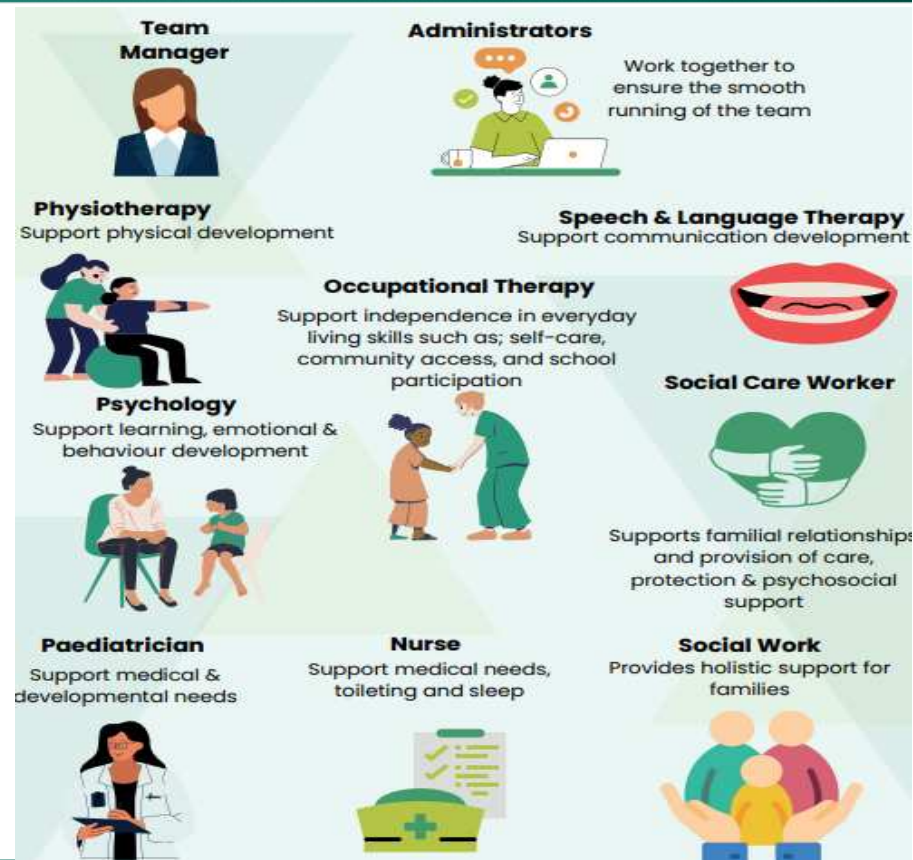 Team
Manager
Administrators
Work together to
ensure the smooth
running of the team
Physiotherapy
Support physical development
Speech & Language Therapy
Support communication development
Occupational Therapy
Support independence in everyday
living skills such as; self-care,
community access, and school
participation
Social Care Worker
Supports familial relationships
and provision of care,
protection & psychosocial
support
Psychology
Support learning, emotional &
behaviour development
Paediatrician
Support medical &
developmental needs
Nurse
Support medical needs,
toileting and sleep
Social Work
Provides holistic support for
families